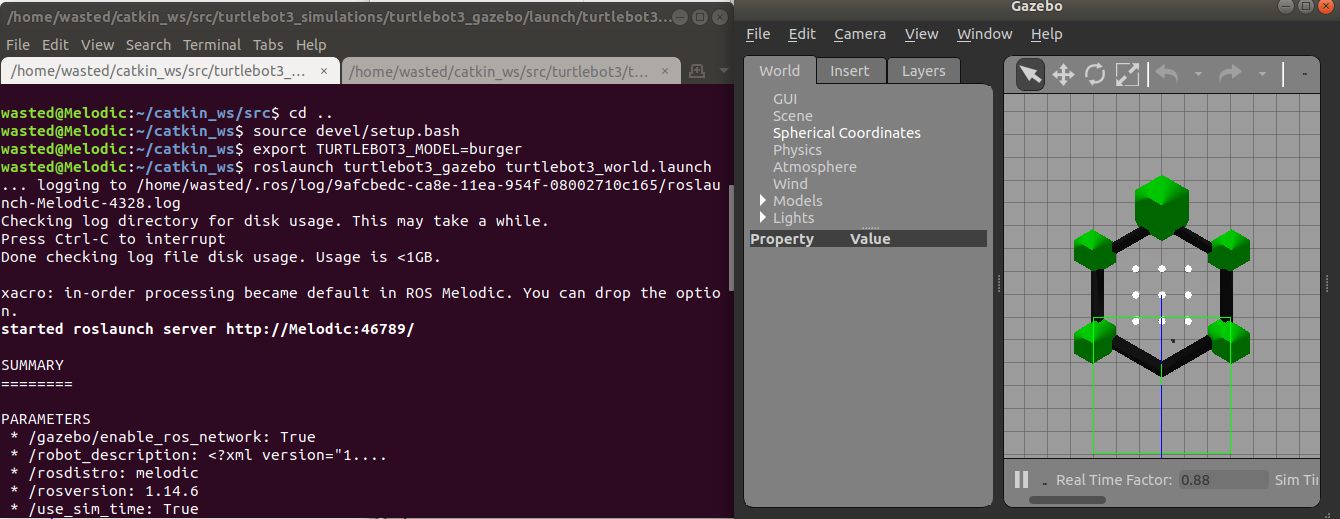 /home/wasted/catkin_ws/src/turtlebot3_simulations/turtlebot3_gazebo/launch/turtlebot3...
File Edit View Search Terminal Tabs Help
/home/wasted/catkin_ws/src/turtlebot3_... ×
/home/wasted/catkin_ws/src/turtlebot3/t... ×
wasted@Melodic:~/catkin_ws/src$ cd ..
wasted@Melodic:~/catkin_ws$ source devel/setup.bash
wasted@Melodic:~/catkin_ws$ export TURTLEBOT3_MODEL=burger
wasted@Melodic:~/catkin_ws$ roslaunch turtlebot3_gazebo turtlebot3_world.launch
... logging to /home/wasted/.ros/log/9afcbedc-ca8e-11ea-954f-08002710c165/roslau
nch-Melodic-4328.log
Checking log directory for disk usage. This may take a while.
Press Ctrl-C to interrupt
Done checking log file disk usage. Usage is <1GB.
xacro: in-order processing became default in ROS Melodic. You can drop the optio
n.
started roslaunch server http://Melodic:46789/
SUMMARY
========
PARAMETERS
* /gazebo/enable_ros_network: True
* /robot_description: <?xml version="1....
* /rosdistro: melodic
* /rosversion: 1.14.6
* /use_sim_time: True
Gazebo
File Edit Camera View Window Help
World Insert Layers
GUI
Scene
Spherical Coordinates
Physics
Atmosphere
Wind
Models
Lights
Property Value
Real Time Factor: 0.88 Sim Ti